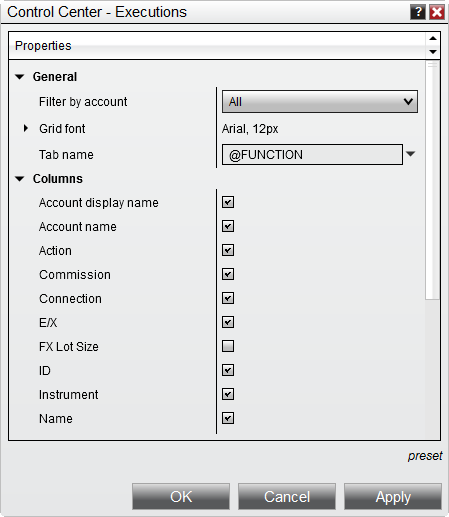 Control Center - Executions ?
Properties
General
Filter by account All
Grid font Arial, 12px
Tab name @FUNCTION
Columns
Account display name
Account name
Action
Commission
Connection
E/X
FX Lot Size
ID
Instrument
Name
preset
OK Cancel Apply